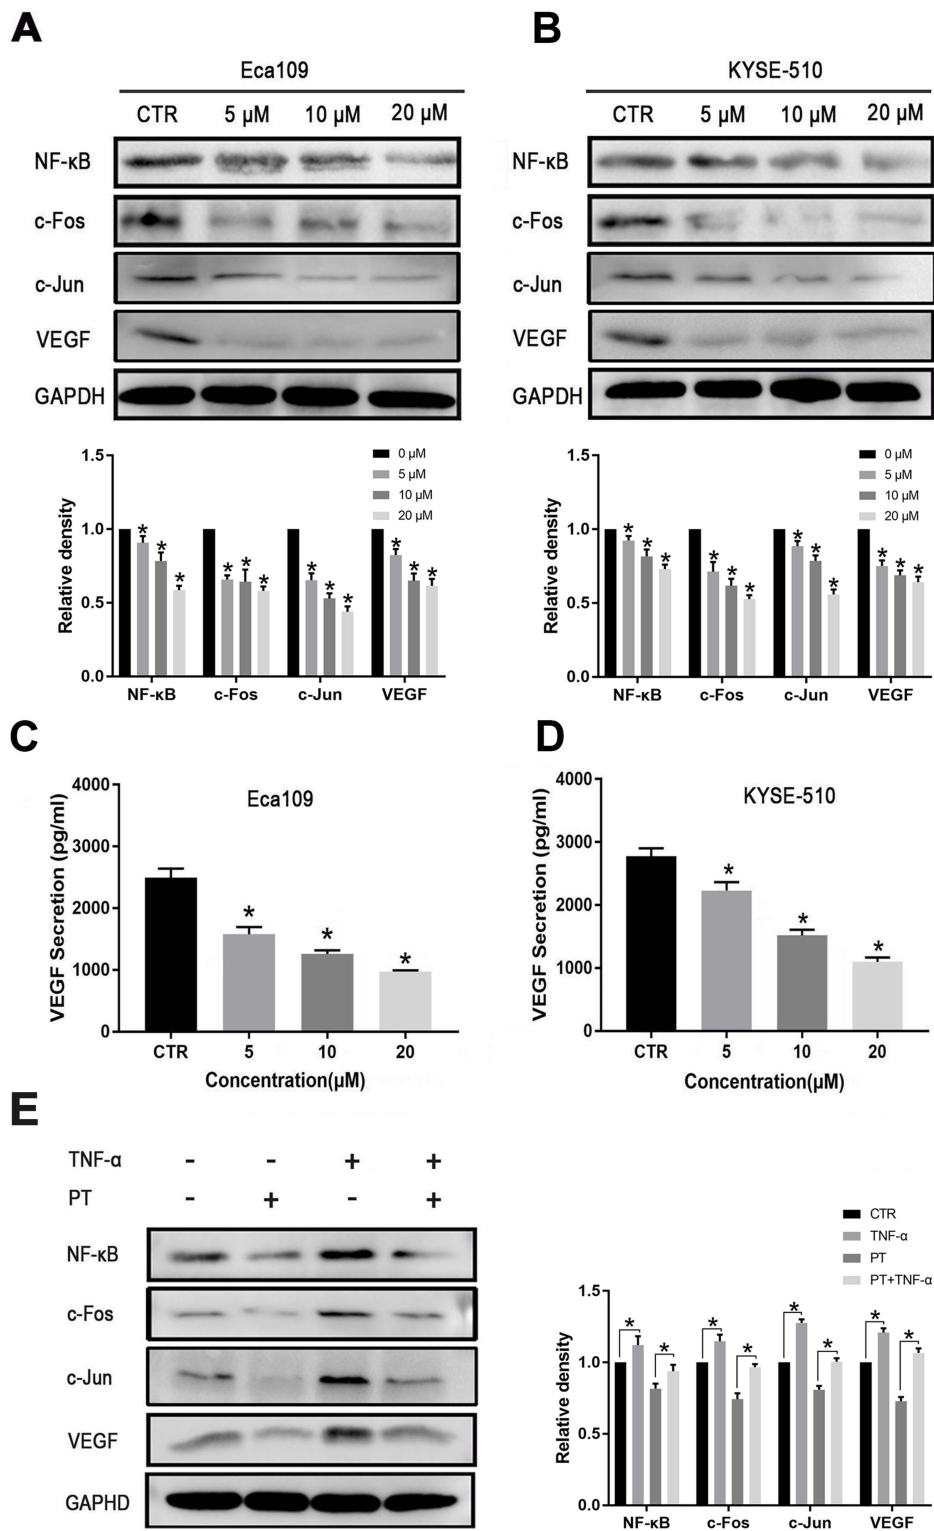 A
B
Eca109
KYSE-510
CTR 5 μM 10 μM 20 μM
CTR 5 μM 10 μM 20 μM
NF-κB
NF-κB
c-Fos
c-Fos
c-Jun
c-Jun
VEGF
VEGF
GAPDH
GAPDH
Relative density
1.5
1.0
0.5
0.0
0 μM
5 μM
10 μM
20 μM
* * *
* * *
* * *
* * *
NF-κB c-Fos c-Jun VEGF
Relative density
1.5
1.0
0.5
0.0
0 μM
5 μM
10 μM
20 μM
* * *
* * *
* * *
* * *
NF-κB c-Fos c-Jun VEGF
C
D
Eca109
VEGF Secretion (pg/ml)
4000
3000
2000
1000
0
* * *
CTR 5 10 20
Concentration(μM)
KYSE-510
VEGF Secretion (pg/ml)
4000
3000
2000
1000
0
* * *
CTR 5 10 20
Concentration(μM)
E
TNF-α - - + +
PT - + - +
NF-κB
c-Fos
c-Jun
VEGF
GAPHD
CTR
TNF-α
PT
PT+TNF-α
Relative density
1.5
1.0
0.5
0.0
* *
* *
* *
* *
NF-κB c-Fos c-Jun VEGF